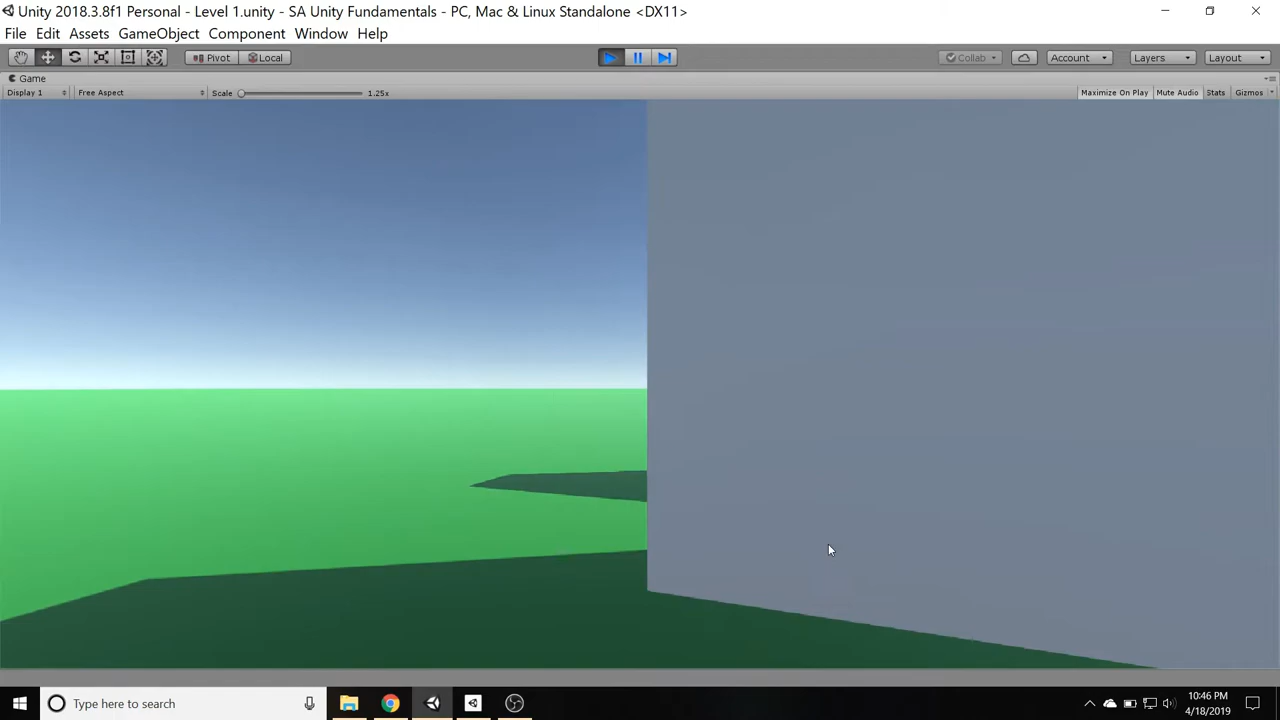 Unity 2018.3.8f1 Personal - Level 1.unity - SA Unity Fundamentals - PC, Mac & Linux Standalone <DX11>
File Edit Assets GameObject Component Window Help
Pivot Local Collab Account Layers Layout
Game
Display 1 Free Aspect Scale 1.25x Maximize On Play Mute Audio Stats Gizmos
Type here to search
10:46 PM
4/18/2019